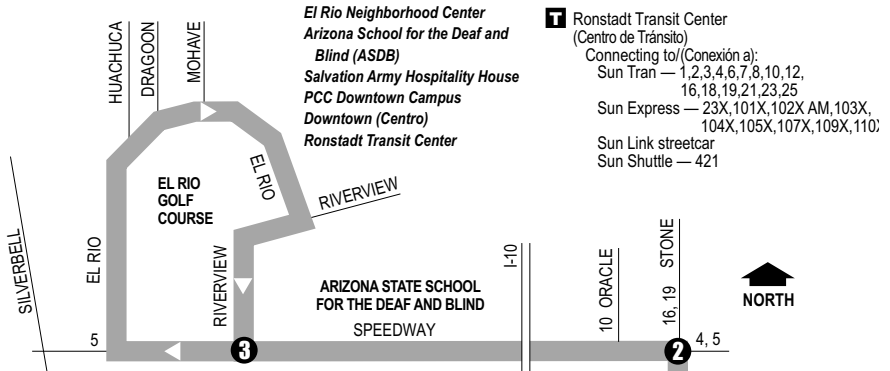 El Rio Neighborhood Center
Arizona School for the Deaf and
Blind (ASDB)
Salvation Army Hospitality House
PCC Downtown Campus
Downtown (Centro)
Ronstadt Transit Center
T Ronstadt Transit Center
(Centro de Tránsito)
Connecting to/(Conexión a):
Sun Tran — 1,2,3,4,6,7,8,10,12,
16,18,19,21,23,25
Sun Express — 23X,101X,102X AM,103X,
104X,105X,107X,109X,110X
Sun Link streetcar
Sun Shuttle — 421
HUACHUCA
DRAGOON
MOHAVE
EL RIO
GOLF
COURSE
EL RIO
RIVERVIEW
SILVERBELL
EL RIO
RIVERVIEW
ARIZONA STATE SCHOOL
FOR THE DEAF AND BLIND
SPEEDWAY
I-10
10 ORACLE
16, 19 STONE
NORTH
5
3
2
4, 5